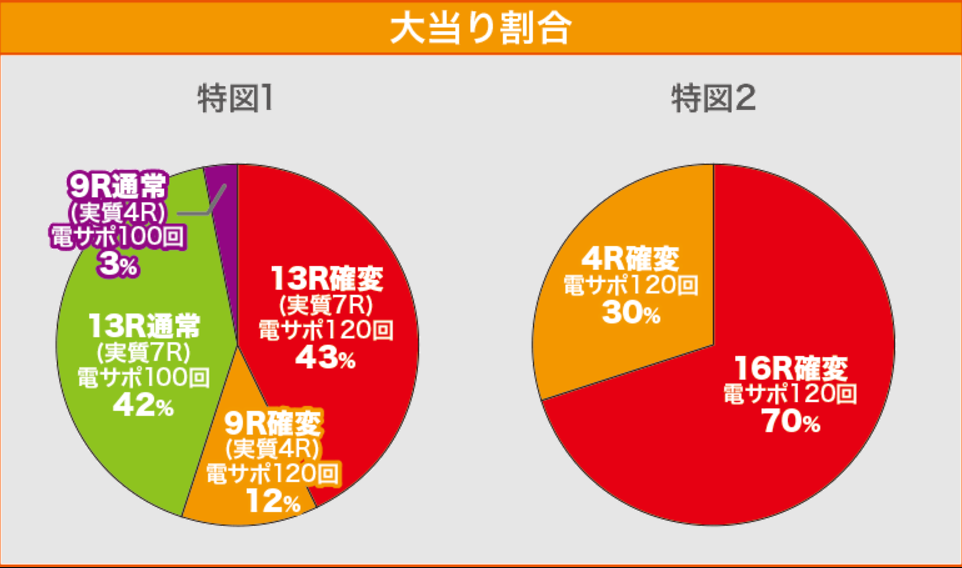 大当り割合
特図1
9R通常
(実質4R)
電サポ100回
3%
13R確変
(実質7R)
電サポ120回
43%
13R通常
(実質7R)
電サポ100回
42%
9R確変
(実質4R)
電サポ120回
12%
特図2
4R確変
電サポ120回
30%
16R確変
電サポ120回
70%